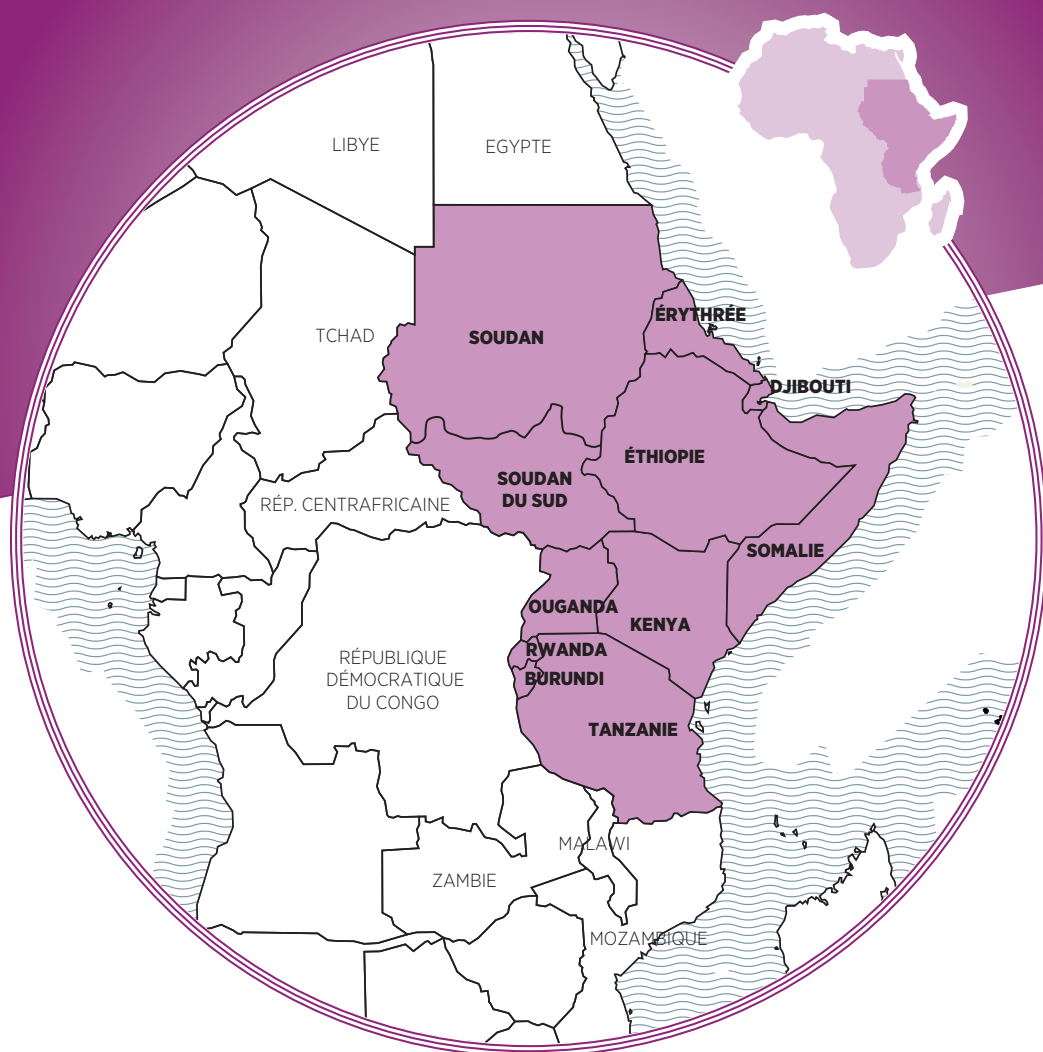 LIBYE
EGYPTE
TCHAD
SOUDAN
ÉRYTHRÉE
DJIBOUTI
ÉTHIOPIE
SOUDAN
DU SUD
RÉP. CENTRAFRICAINE
SOMALIE
OUGANDA
KENYA
RWANDA
BURUNDI
RÉPUBLIQUE
DÉMOCRATIQUE
DU CONGO
TANZANIE
MALAWI
ZAMBIE
MOZAMBIQUE